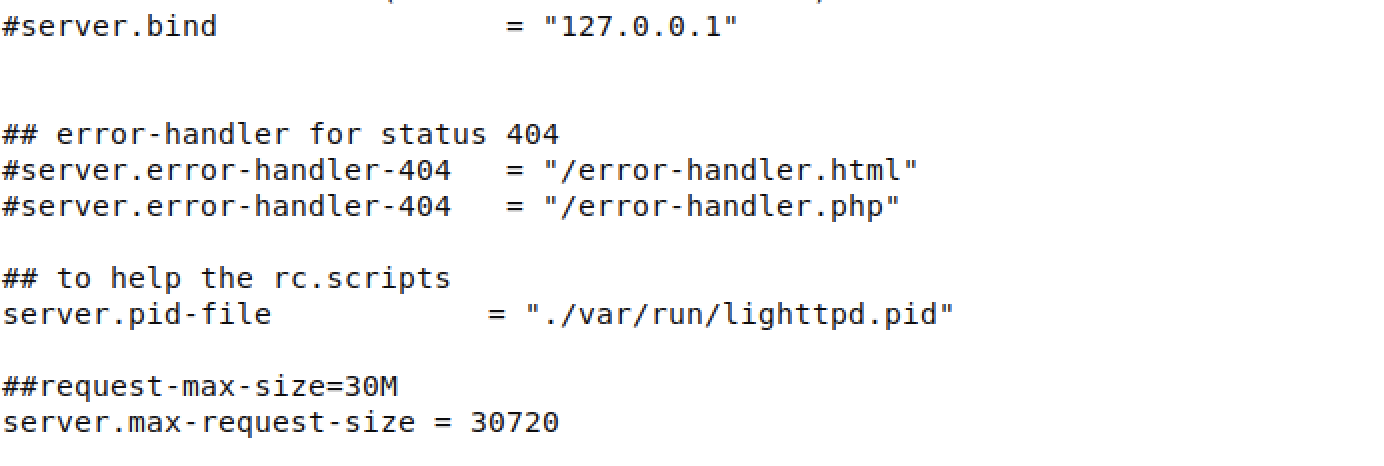 #server.bind                = "127.0.0.1"
## error-handler for status 404
#server.error-handler-404   = "/error-handler.html"
#server.error-handler-404   = "/error-handler.php"
## to help the rc.scripts
server.pid-file            = "./var/run/lighttpd.pid"
##request-max-size=30M
server.max-request-size = 30720